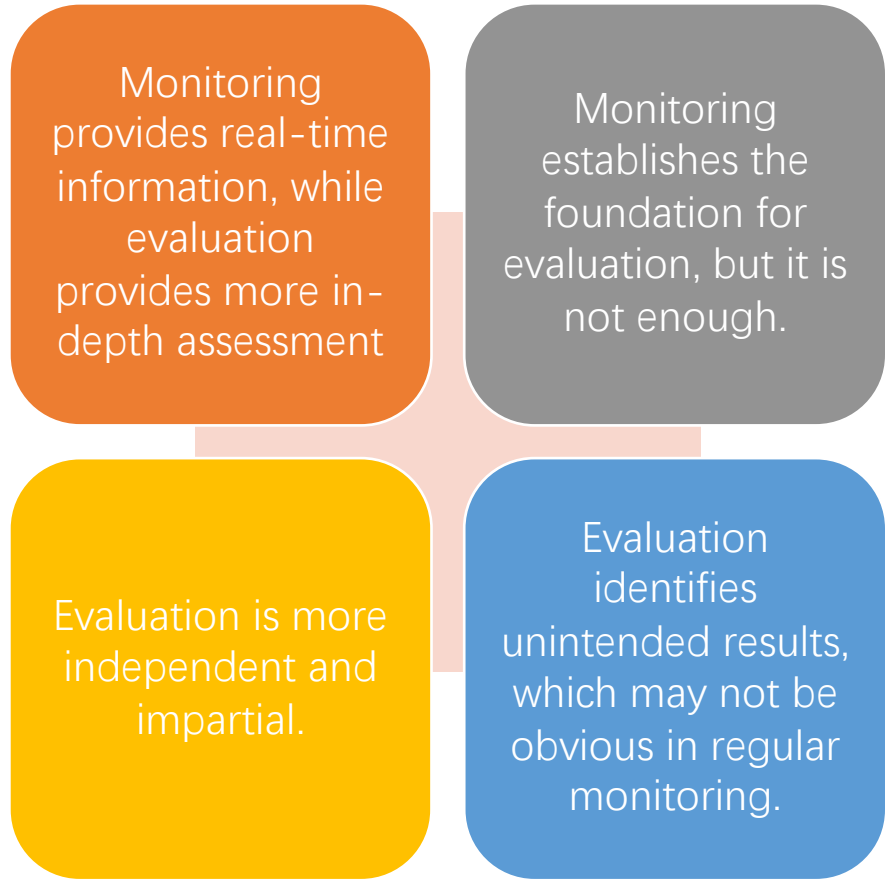 Monitoring
provides real-time
information, while
evaluation
provides more in-
depth assessment
Monitoring
establishes the
foundation for
evaluation, but it is
not enough.
Evaluation is more
independent and
impartial.
Evaluation
identifies
unintended results,
which may not be
obvious in regular
monitoring.